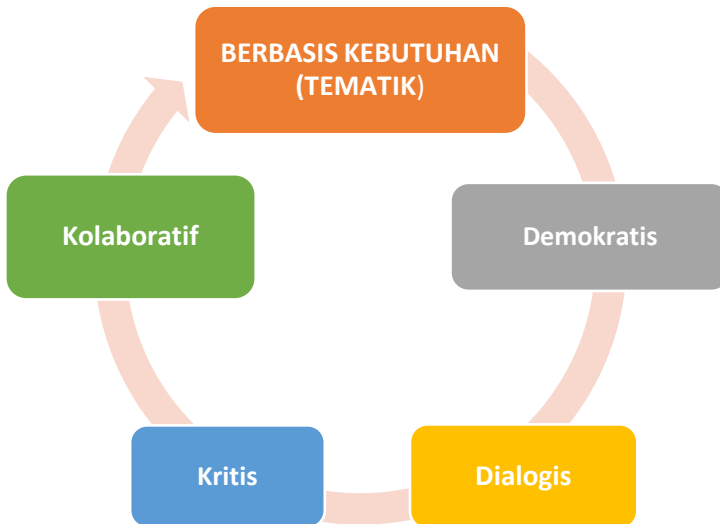 BERBASIS KEBUTUHAN
(TEMATIK)
Kolaboratif
Demokratis
Kritis
Dialogis